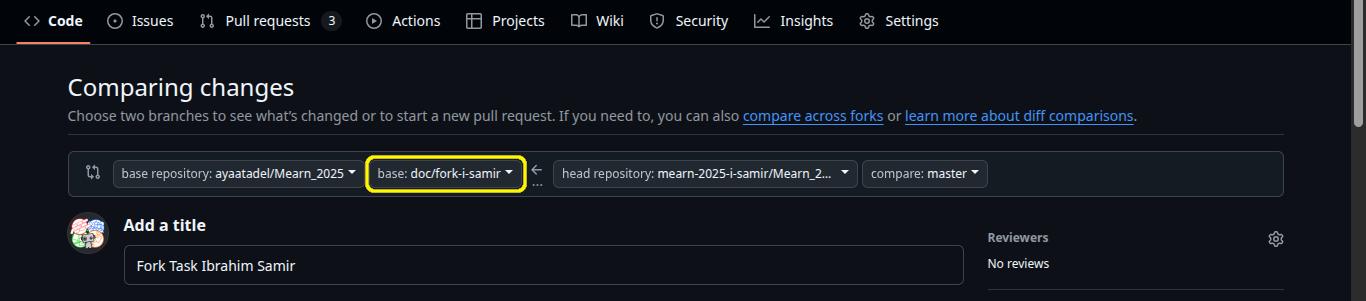 Code Issues Pull requests 3 Actions Projects Wiki Security Insights Settings
Comparing changes
Choose two branches to see what's changed or to start a new pull request. If you need to, you can also compare across forks or learn more about diff comparisons.
base repository: ayaatadel/Mearn_2025 base: doc/fork-i-samir ← ... head repository: mearn-2025-i-samir/Mearn_2... compare: master
Add a title
Reviewers
Fork Task Ibrahim Samir
No reviews